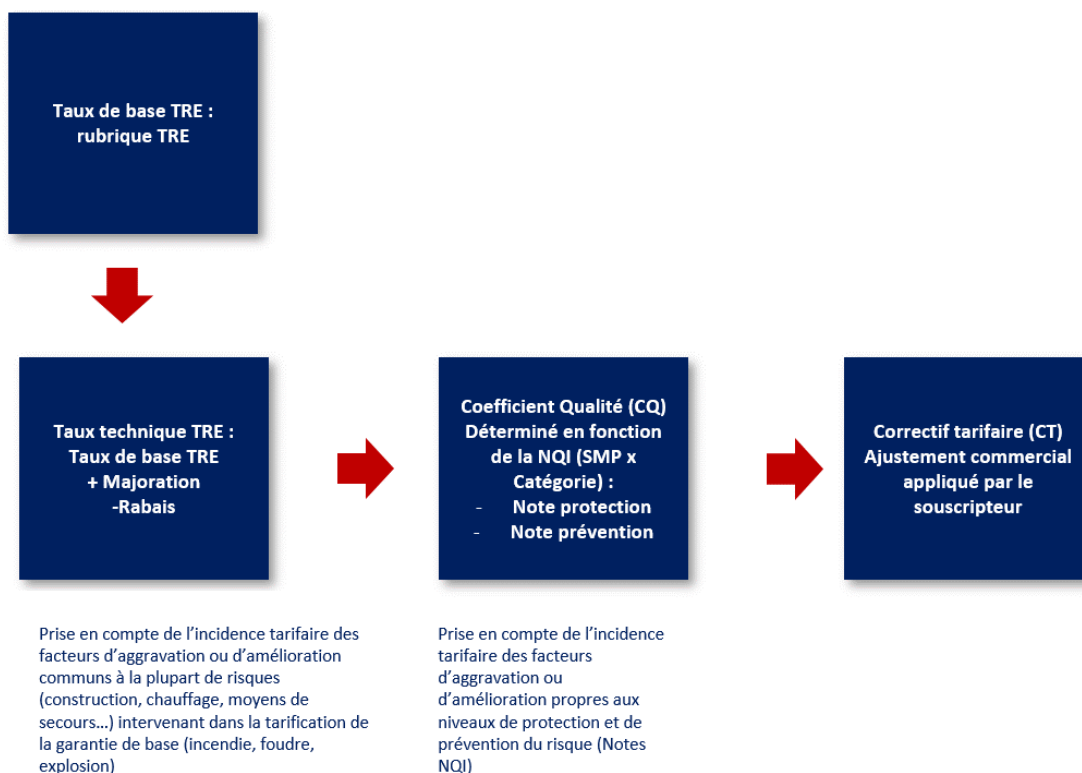 Taux de base TRE :
rubrique TRE
Taux technique TRE :
Taux de base TRE
+ Majoration
-Rabais
Coefficient Qualité (CQ)
Déterminé en fonction
de la NQI (SMP x
Catégorie) :
- Note protection
- Note prévention
Correctif tarifaire (CT)
Ajustement commercial
appliqué par le
souscripteur
Prise en compte de l’incidence tarifaire des
facteurs d’aggravation ou d’amélioration
communs à la plupart de risques
(construction, chauffage, moyens de
secours…) intervenant dans la tarification de
la garantie de base (incendie, foudre,
explosion)
Prise en compte de l’incidence
tarifaire des facteurs
d’aggravation ou
d’amélioration propres aux
niveaux de protection et de
prévention du risque (Notes
NQI)